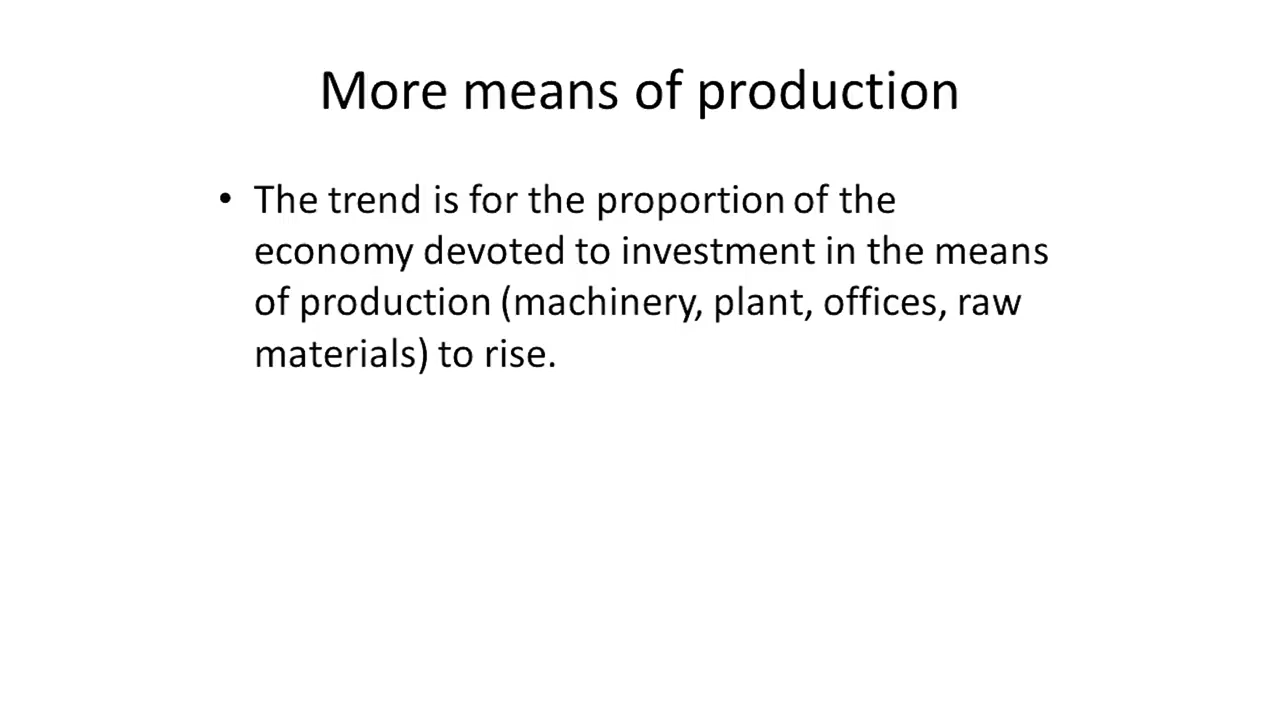 More means of production
• The trend is for the proportion of the
economy devoted to investment in the means
of production (machinery, plant, offices, raw
materials) to rise.